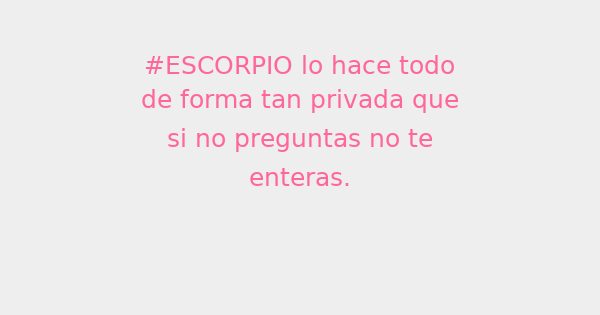 #ESCORPIO lo hace todo
de forma tan privada que
si no preguntas no te
enteras.